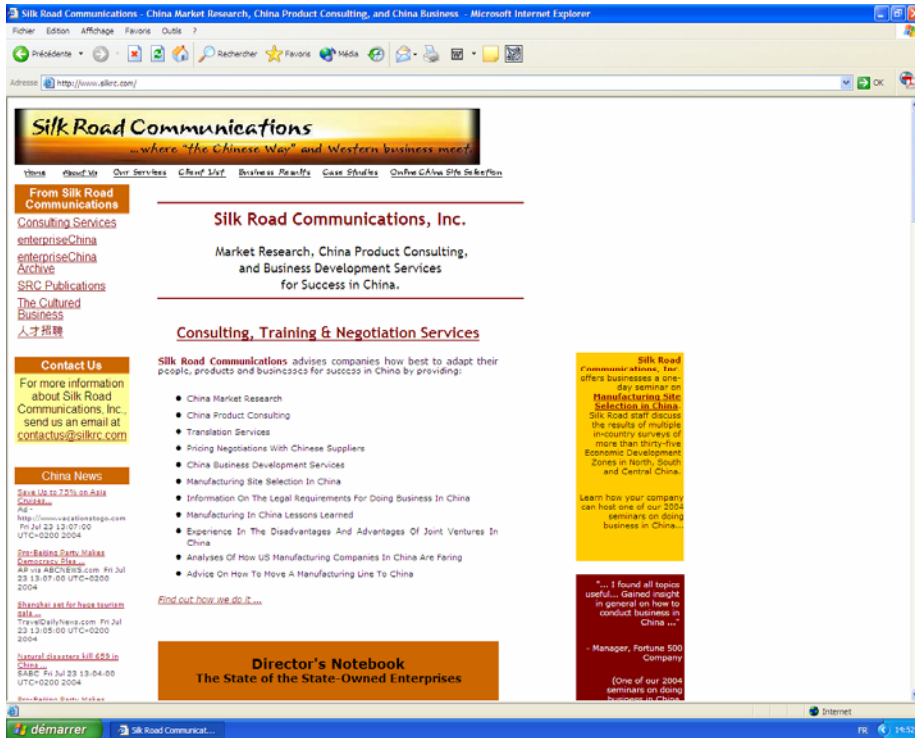 Silk Road Communications - China Market Research, China Product Consulting, and China Business - Microsoft Internet Explorer
Fichier Edition Affichage Favoris Outils ?
Précédente Rechercher Favoris Média
Adresse http://www.silkrc.com/ OK
Silk Road Communications
...where "the Chinese Way" and Western business meet.
Home About Us Our Services Client List Business Results Case Studies Online China Site Selection
From Silk Road
Communications
Consulting Services
enterpriseChina
enterpriseChina
Archive
SRC Publications
The Cultured
Business
人才招聘
Contact Us
For more information
about Silk Road
Communications, Inc.,
send us an email at
contactus@silkrc.com
China News
Save Up to 75% on Asia
Cruises...
Ad -
http://www.vacationstogo.com
Fri Jul 23 13:07:00
UTC+0200 2004
Pro-Beijing Party Makes
Democracy Plea ...
AP via ABCNEWS.com Fri Jul
23 13:07:00 UTC+0200
2004
Shanghai set for huge tourism
gala ...
TravelDailyNews.com Fri Jul
23 13:05:00 UTC+0200
2004
Natural disasters kill 659 in
China ...
SABC Fri Jul 23 13:04:00
UTC+0200 2004
Pro-Beijing Party Makes
Silk Road Communications, Inc.
Market Research, China Product Consulting,
and Business Development Services
for Success in China.
Consulting, Training & Negotiation Services
Silk Road Communications advises companies how best to adapt their
people, products and businesses for success in China by providing:
China Market Research
China Product Consulting
Translation Services
Pricing Negotiations With Chinese Suppliers
China Business Development Services
Manufacturing Site Selection In China
Information On The Legal Requirements For Doing Business In China
Manufacturing In China Lessons Learned
Experience In The Disadvantages And Advantages Of Joint Ventures In
China
Analyses Of How US Manufacturing Companies In China Are Faring
Advice On How To Move A Manufacturing Line To China
Find out how we do it ...
Director's Notebook
The State of the State-Owned Enterprises
Silk Road
Communications, Inc.
offers businesses a one-
day seminar on
Manufacturing Site
Selection in China.
Silk Road staff discuss
the results of multiple
in-country surveys of
more than thirty-five
Economic Development
Zones in North, South
and Central China.
Learn how your company
can host one of our 2004
seminars on doing
business in China...
"... I found all topics
useful... Gained insight
in general on how to
conduct business in
China ..."
- Manager, Fortune 500
Company
(One of our 2004
seminars on doing
business in China
Internet
démarrer Silk Road Communicat... FR 14:52